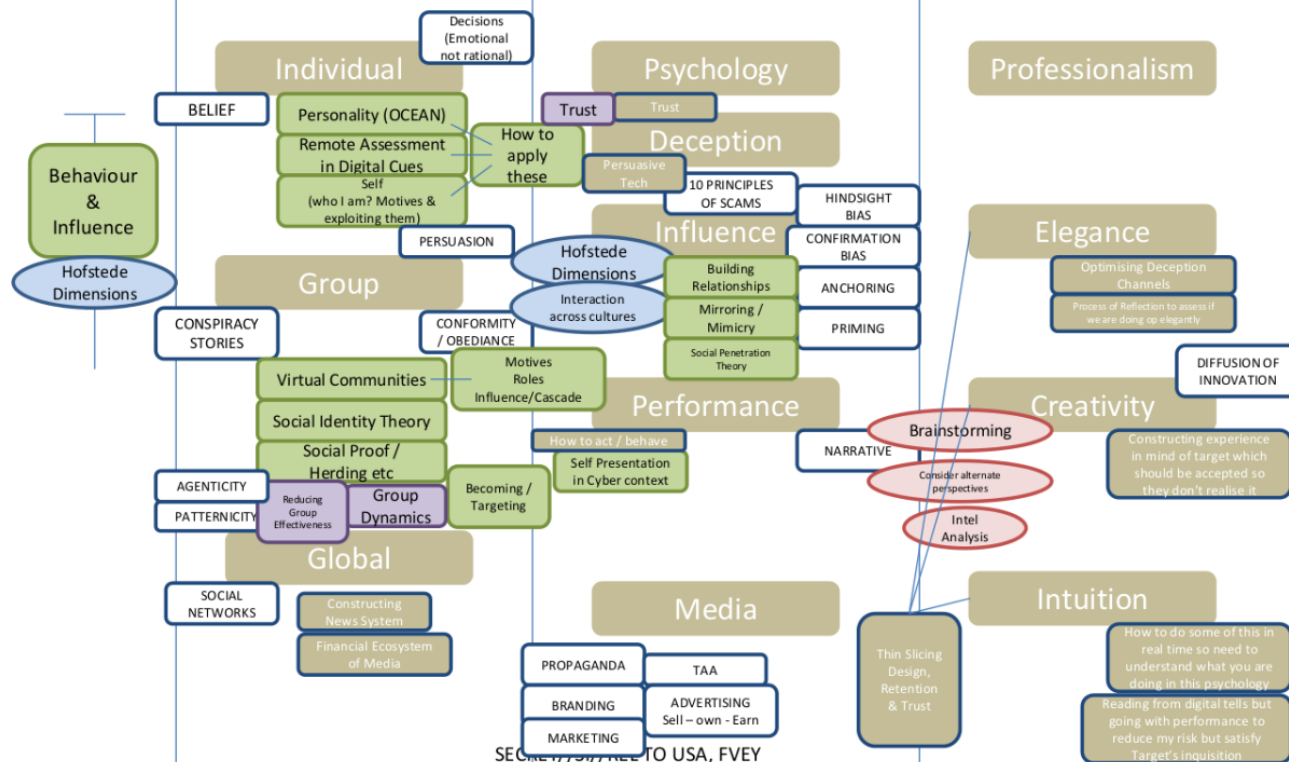 Decisions
(Emotional
not rational)
Individual
Psychology
Professionalism
BELIEF
Personality (OCEAN)
Trust
Trust
Remote Assessment
in Digital Cues
How to
apply
these
Deception
Behaviour
&
Influence
Self
(who I am? Motives &
exploiting them)
Persuasive
Tech
10 PRINCIPLES
OF SCAMS
HINDSIGHT
BIAS
PERSUASION
Influence
CONFIRMATION
BIAS
Elegance
Hofstede
Dimensions
Group
Hofstede
Dimensions
Building
Relationships
ANCHORING
Optimising Deception
Channels
Interaction
across cultures
Mirroring /
Mimicry
PRIMING
Process of Reflection to assess if
we are doing op elegantly
CONSPIRACY
STORIES
CONFORMITY
/ OBEDIANCE
Social Penetration
Theory
DIFFUSION OF
INNOVATION
Virtual Communities
Motives
Roles
Influence/Cascade
Performance
Creativity
Social Identity Theory
How to act / behave
Brainstorming
Social Proof /
Herding etc
Self Presentation
in Cyber context
NARRATIVE
Consider alternate
perspectives
Constructing experience
in mind of target which
should be accepted so
they don't realise it
AGENTICITY
PATTERNICITY
Reducing
Group
Effectiveness
Group
Dynamics
Becoming /
Targeting
Intel
Analysis
Global
SOCIAL
NETWORKS
Constructing
News System
Financial Ecosystem
of Media
Media
Intuition
PROPAGANDA
TAA
BRANDING
ADVERTISING
Sell – own - Earn
MARKETING
Thin Slicing
Design,
Retention
& Trust
How to do some of this in
real time so need to
understand what you are
doing in this psychology
Reading from digital tells but
going with performance to
reduce my risk but satisfy
Target's inquisition
TO USA, FVEY